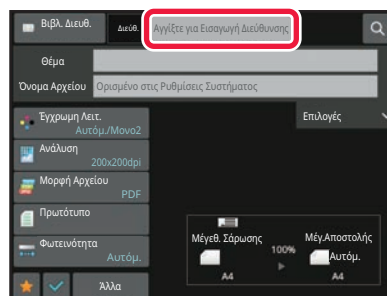 Βιβλ. Διευθ.
Διεύθ.
Αγγίξτε για Εισαγωγή Διεύθυνσης
Θέμα
Όνομα Αρχείου
Ορισμένο στις Ρυθμίσεις Συστήματος
Έγχρωμη Λειτ.
Αυτόμ./Μονο2
Επιλογές
Ανάλυση
200x200dpi
Μορφή Αρχείου
PDF
Πρωτότυπο
Φωτεινότητα
Αυτόμ.
Μέγεθ. Σάρωσης
A4
100%
Μέγ.Αποστολής
Αυτόμ.
A4
Άλλα